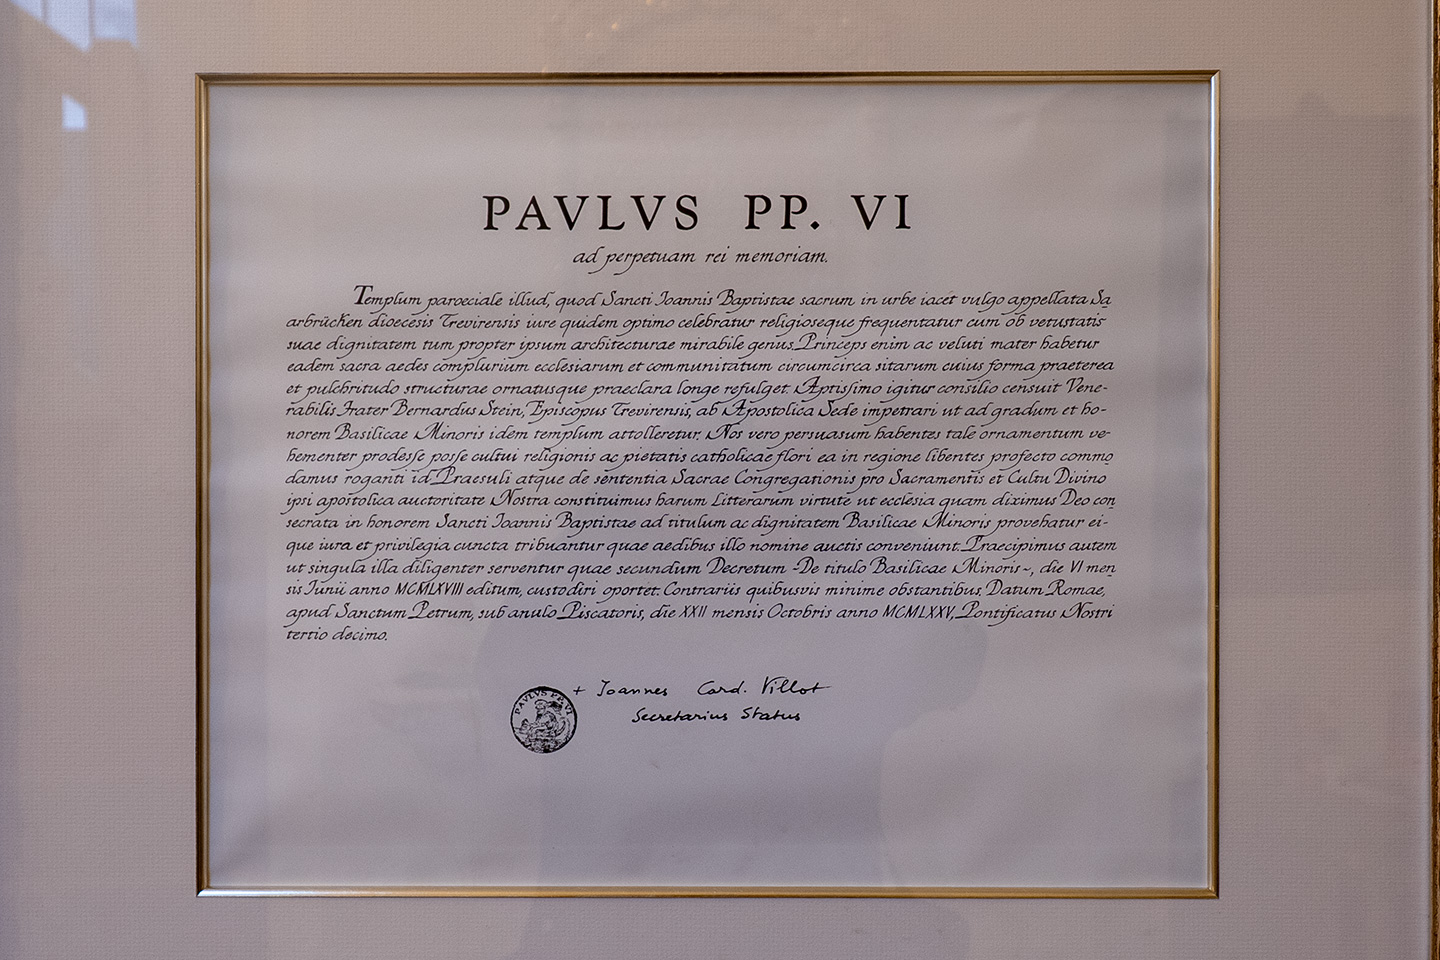 PAVLVS PP. VI
ad perpetuam rei memoriam.
Templum paroeciale illud, quod Sancti Ioannis Baptistae sacrum in urbe iacet vulgo appellata Sa
arbrücken dioecesis Trevirensis iure quidem optimo celebratur religioseque frequentatur cum ob vetustatis
suae dignitatem tum propter ipsum architecturae mirabile genius. Princeps enim ac veluti mater habetur
eadem sacra aedes complurium ecclesiarum et communitatum circumcirca sitarum cuius forma praeterea
et pulchritudo structurae ornatusque praeclara longe refulget. Aptissimo igitur consilio censuit Vene-
rabilis Frater Bernardus Stein, Episcopus Trevirensis, ab Apostolica Sede impetrari ut ad gradum et ho-
norem Basilicae Minoris idem templum attolleretur. Nos vero persuasum habentes tale ornamentum ve-
hementer prodesse posse cultui religionis ac pietatis catholicae flori ea in regione libentes profecto commo
damus roganti id Praesuli atque de sententia Sacrae Congregationis pro Sacramentis et Cultu Divino
ipsi apostolica auctoritate Nostra constituimus harum Litterarum virtute ut ecclesia quam diximus Deo con
secrata in honorem Sancti Ioannis Baptistae ad titulum ac dignitatem Basilicae Minoris provehatur ei-
que iura et privilegia cuncta tribuantur quae aedibus illo nomine auctis conveniunt. Praecipimus autem
ut singula illa diligenter serventur quae secundum Decretum ~De titulo Basilicae Minoris~, die VI men
sis Iunii anno MCMLXVIII editum, custodiri oportet. Contrariis quibusvis minime obstantibus. Datum Romae,
apud Sanctum Petrum, sub anulo Piscatoris, die XXII mensis Octobris anno MCMLXXV, Pontificatus Nostri
tertio decimo.
+ Ioannes Card. Villot
Secretarius Status
PAVLVS PP. VI